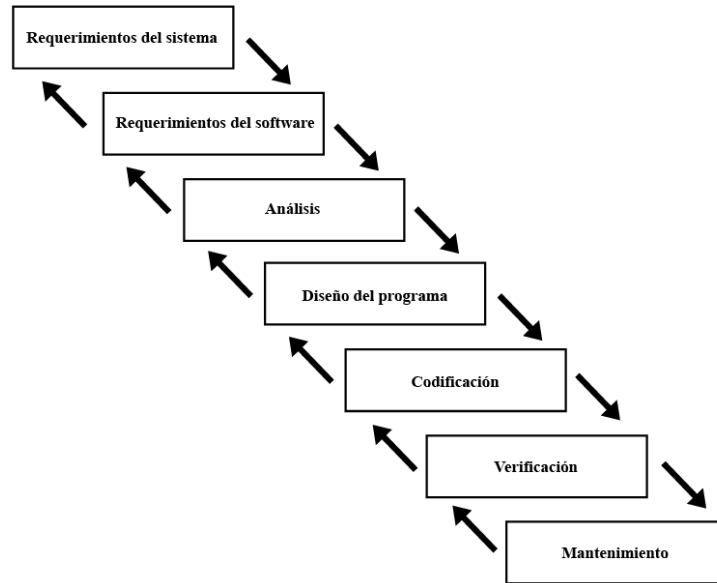 Requerimientos del sistema
Requerimientos del software
Análisis
Diseño del programa
Codificación
Verificación
Mantenimiento